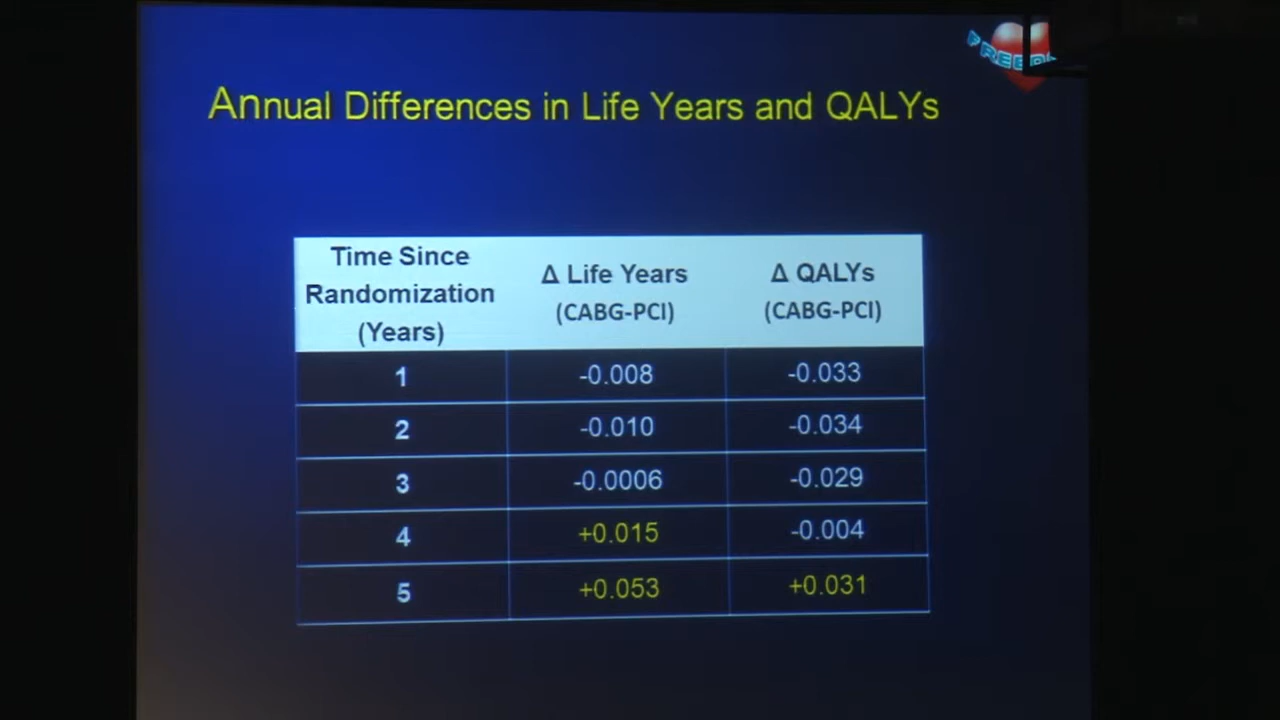 Annual Differences in Life Years and QALYs
Time Since
Randomization
(Years)
Δ Life Years
(CABG-PCI)
Δ QALYs
(CABG-PCI)
1 -0.008 -0.033
2 -0.010 -0.034
3 -0.0006 -0.029
4 +0.015 -0.004
5 +0.053 +0.031